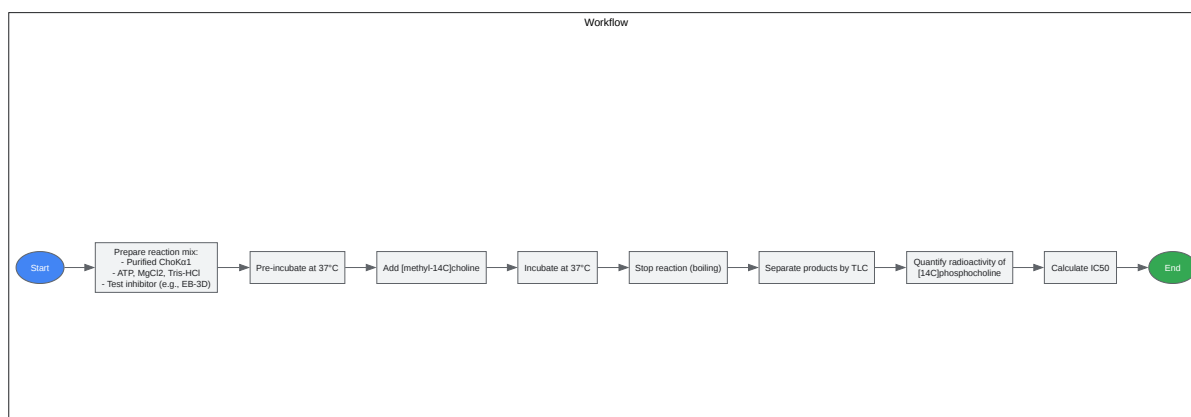 Workflow
Start
Prepare reaction mix:
- Purified ChoKα1
- ATP, MgCl2, Tris-HCl
- Test inhibitor (e.g., EB-3D)
Pre-incubate at 37°C
Add [methyl-14C]choline
Incubate at 37°C
Stop reaction (boiling)
Separate products by TLC
Quantify radioactivity of
[14C]phosphocholine
Calculate IC50
End